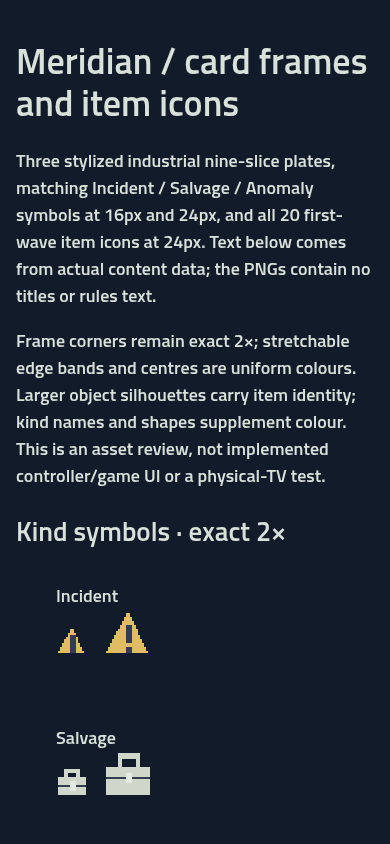 Meridian / card frames
and item icons
Three stylized industrial nine-slice plates,
matching Incident / Salvage / Anomaly
symbols at 16px and 24px, and all 20 first-
wave item icons at 24px. Text below comes
from actual content data; the PNGs contain no
titles or rules text.
Frame corners remain exact 2×; stretchable
edge bands and centres are uniform colours.
Larger object silhouettes carry item identity;
kind names and shapes supplement colour.
This is an asset review, not implemented
controller/game UI or a physical-TV test.
Kind symbols · exact 2×
Incident
Salvage